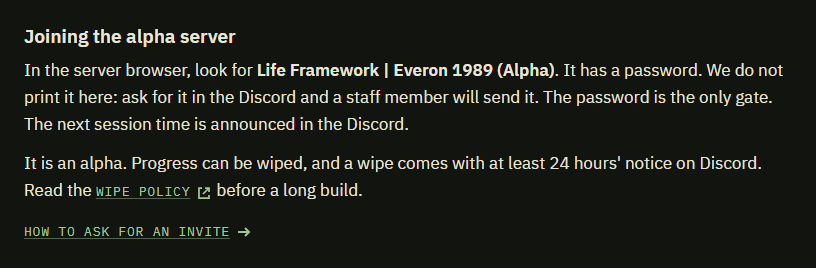 Joining the alpha server
In the server browser, look for Life Framework | Everon 1989 (Alpha). It has a password. We do not
print it here: ask for it in the Discord and a staff member will send it. The password is the only gate.
The next session time is announced in the Discord.
It is an alpha. Progress can be wiped, and a wipe comes with at least 24 hours' notice on Discord.
Read the WIPE POLICY before a long build.
HOW TO ASK FOR AN INVITE →